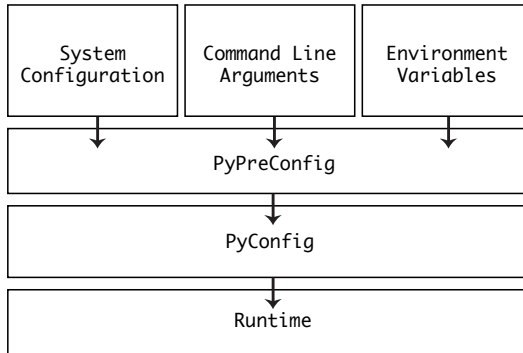 System
Configuration
Command Line
Arguments
Environment
Variables
PyPreConfig
PyConfig
Runtime